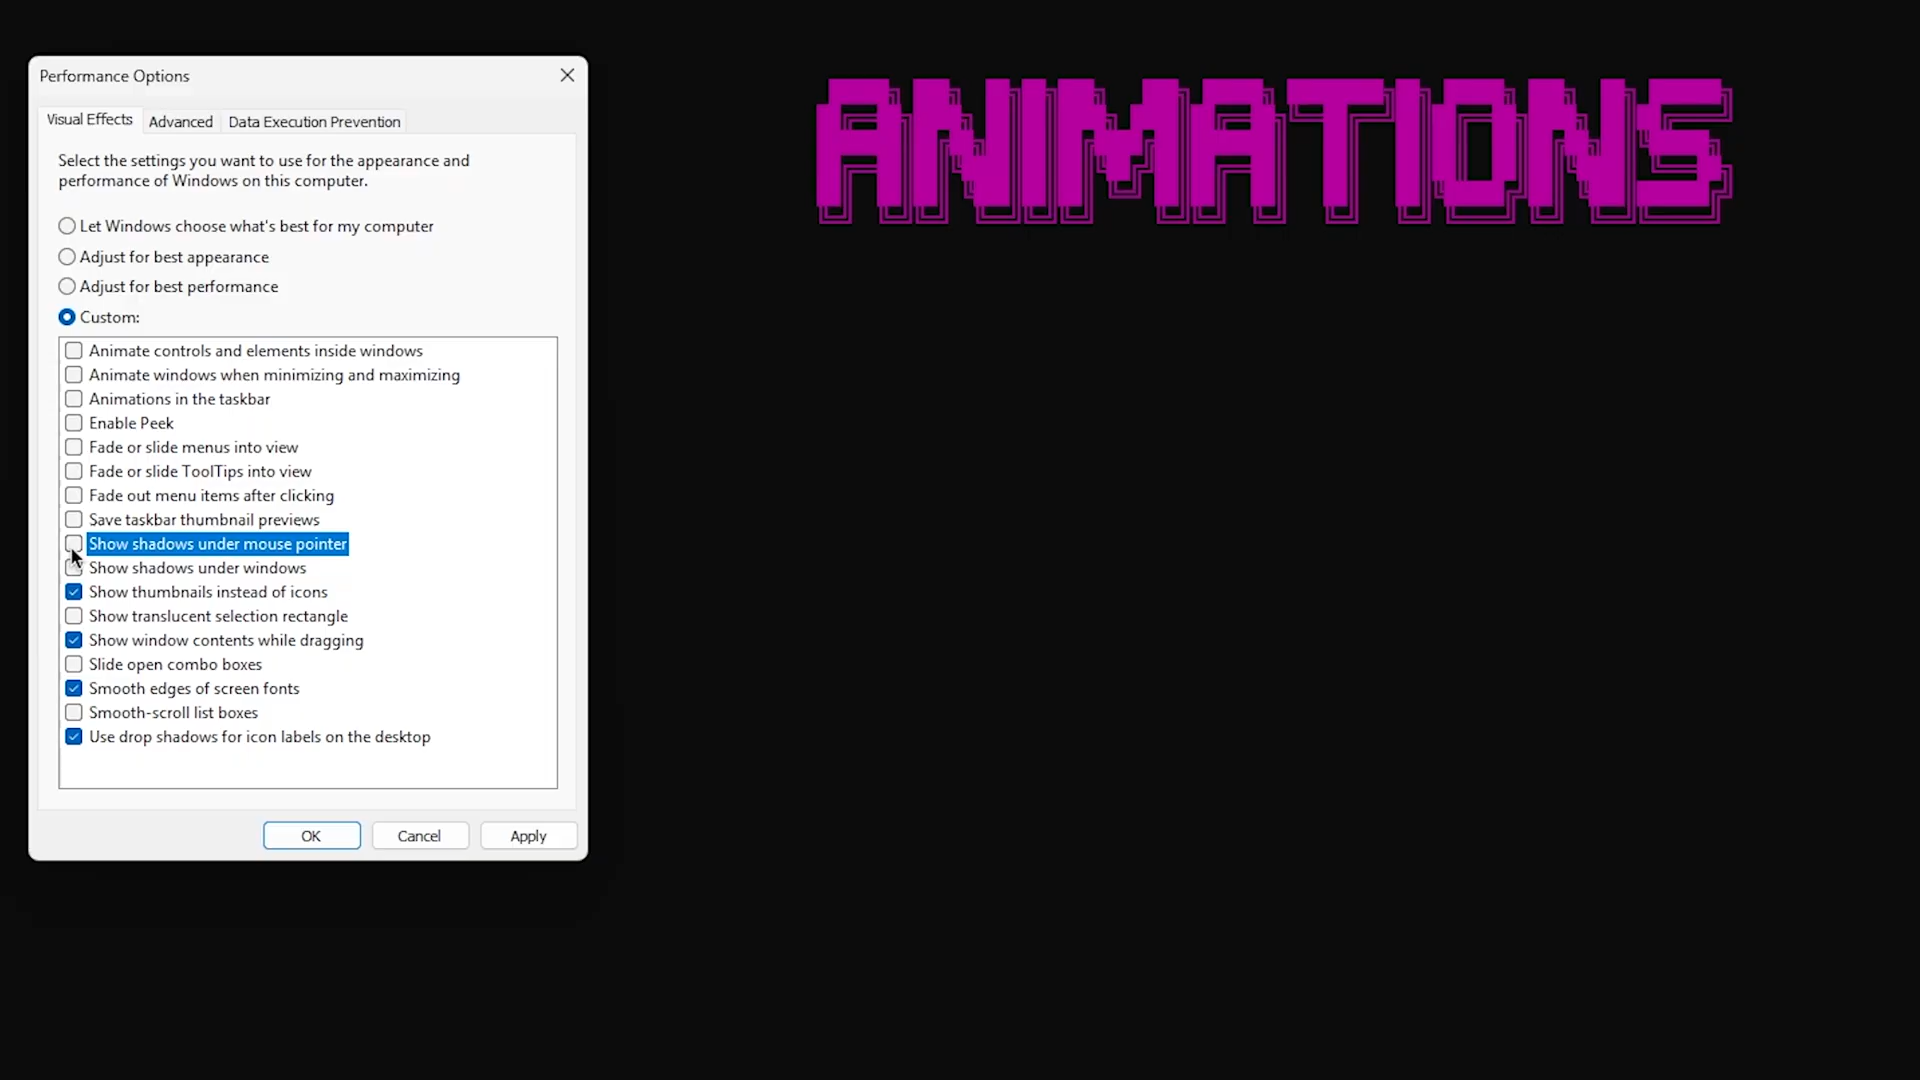 Performance Options
Visual Effects
Advanced
Data Execution Prevention
Select the settings you want to use for the appearance and
performance of Windows on this computer.
Let Windows choose what's best for my computer
Adjust for best appearance
Adjust for best performance
Custom:
Animate controls and elements inside windows
Animate windows when minimizing and maximizing
Animations in the taskbar
Enable Peek
Fade or slide menus into view
Fade or slide ToolTips into view
Fade out menu items after clicking
Save taskbar thumbnail previews
Show shadows under mouse pointer
Show shadows under windows
Show thumbnails instead of icons
Show translucent selection rectangle
Show window contents while dragging
Slide open combo boxes
Smooth edges of screen fonts
Smooth-scroll list boxes
Use drop shadows for icon labels on the desktop
OK
Cancel
Apply
ANIMATIONS